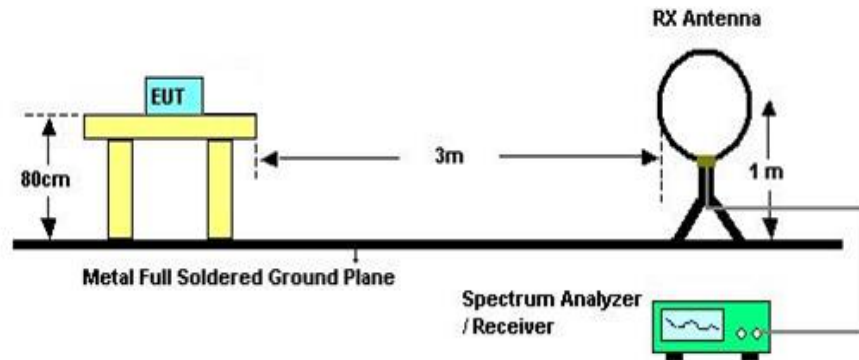 RX Antenna
EUT
3m
80cm
1 m
Metal Full Soldered Ground Plane
Spectrum Analyzer
/ Receiver